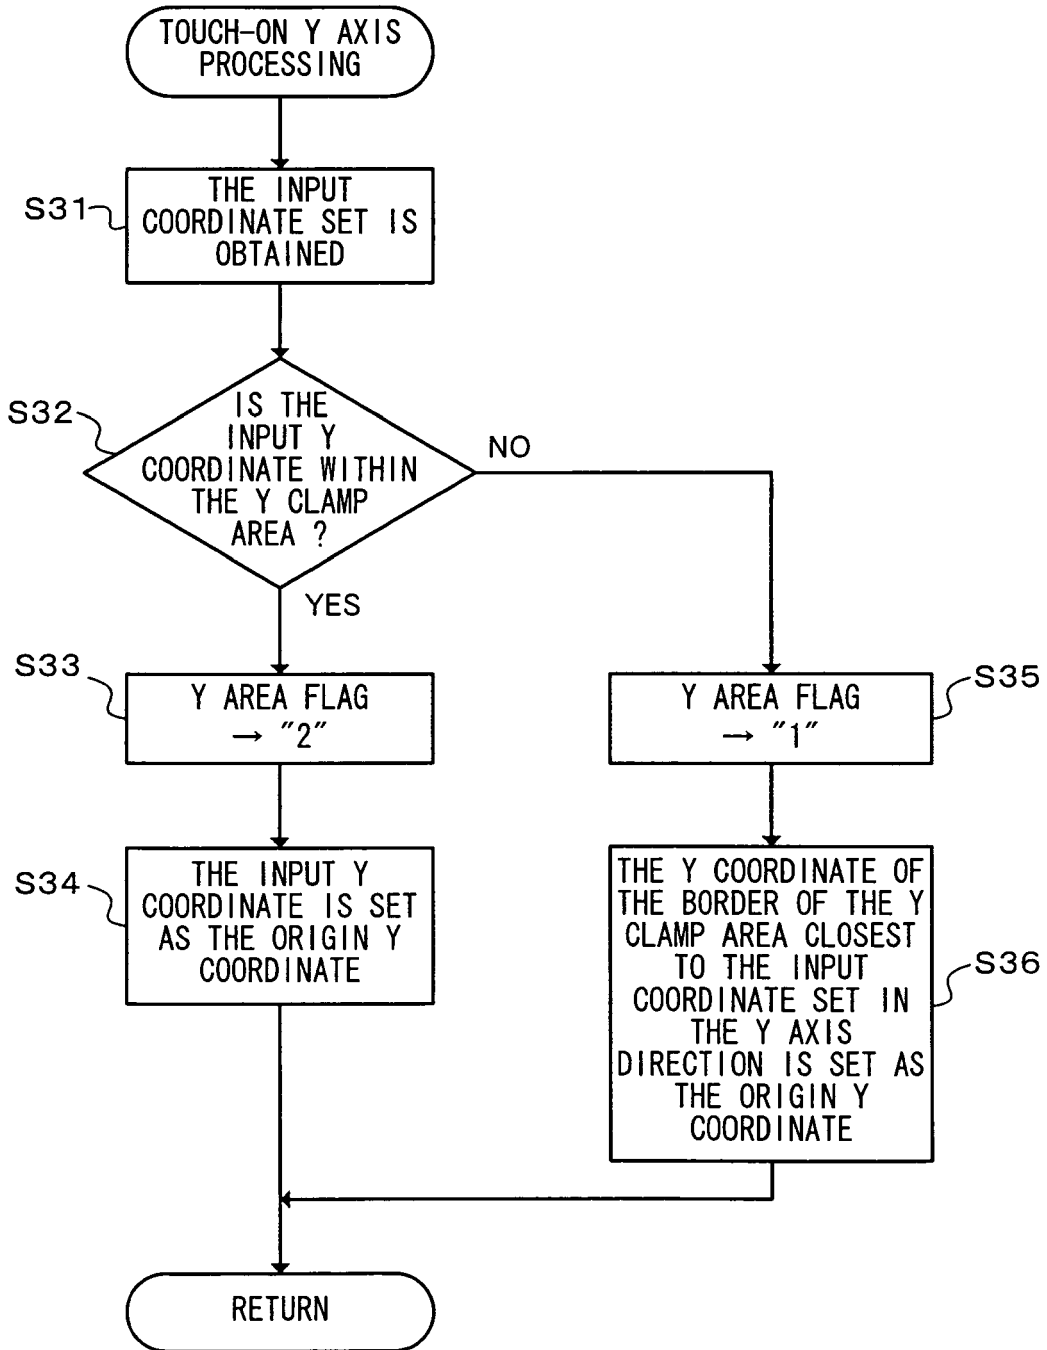 TOUCH-ON Y AXIS
PROCESSING
S31
THE INPUT
COORDINATE SET IS
OBTAINED
S32
IS THE
INPUT Y
COORDINATE WITHIN
THE Y CLAMP
AREA ?
NO
YES
S33
Y AREA FLAG
→ "2"
S35
Y AREA FLAG
→ "1"
S34
THE INPUT Y
COORDINATE IS SET
AS THE ORIGIN Y
COORDINATE
S36
THE Y COORDINATE OF
THE BORDER OF THE Y
CLAMP AREA CLOSEST
TO THE INPUT
COORDINATE SET IN
THE Y AXIS
DIRECTION IS SET AS
THE ORIGIN Y
COORDINATE
RETURN